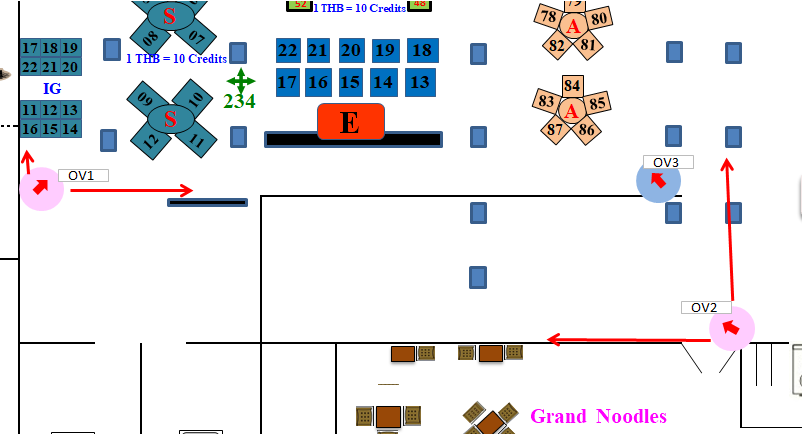 52
1 THB = 10 Credits
48
79
78
80
A
82
81
S
08
07
1 THB = 10 Credits
17 18 19
22 21 20
IG
11 12 13
16 15 14
22 21 20 19 18
17 16 15 14 13
E
234
09
10
S
12
11
84
83
85
A
87
86
OV1
OV3
OV2
Grand Noodles